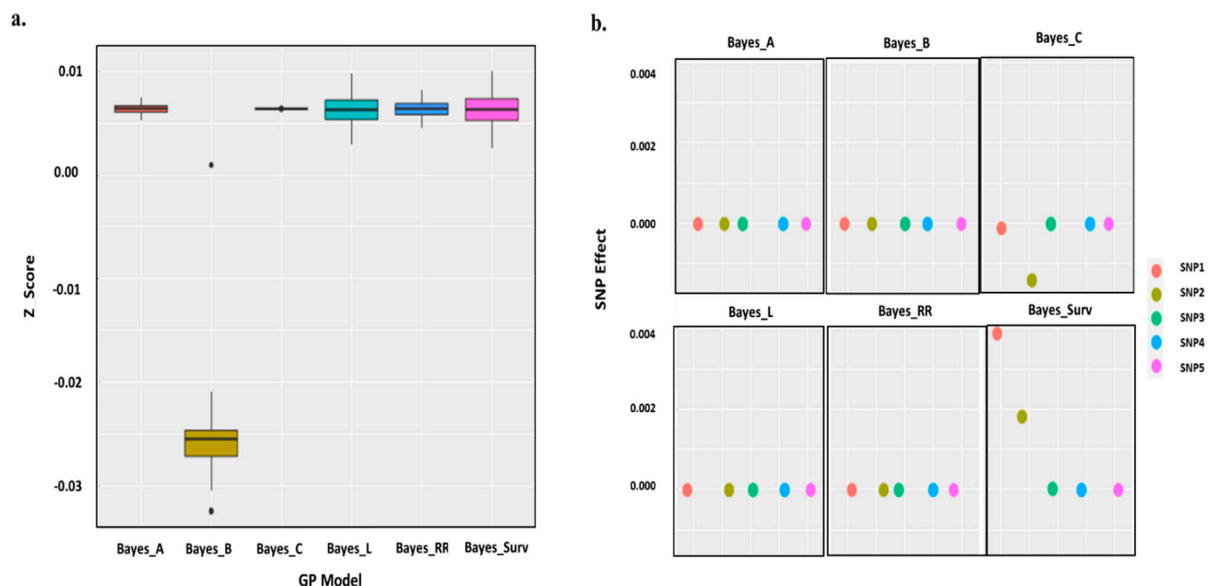 a.
0.01
0.00
-0.01
-0.02
-0.03
Z_Score
Bayes_A Bayes_B Bayes_C Bayes_L Bayes_RR Bayes_Surv
GP Model
b.
Bayes_A Bayes_B Bayes_C
0.004
0.002
0.000
SNP Effect
Bayes_L Bayes_RR Bayes_Surv
0.004
0.002
0.000
SNP1
SNP2
SNP3
SNP4
SNP5